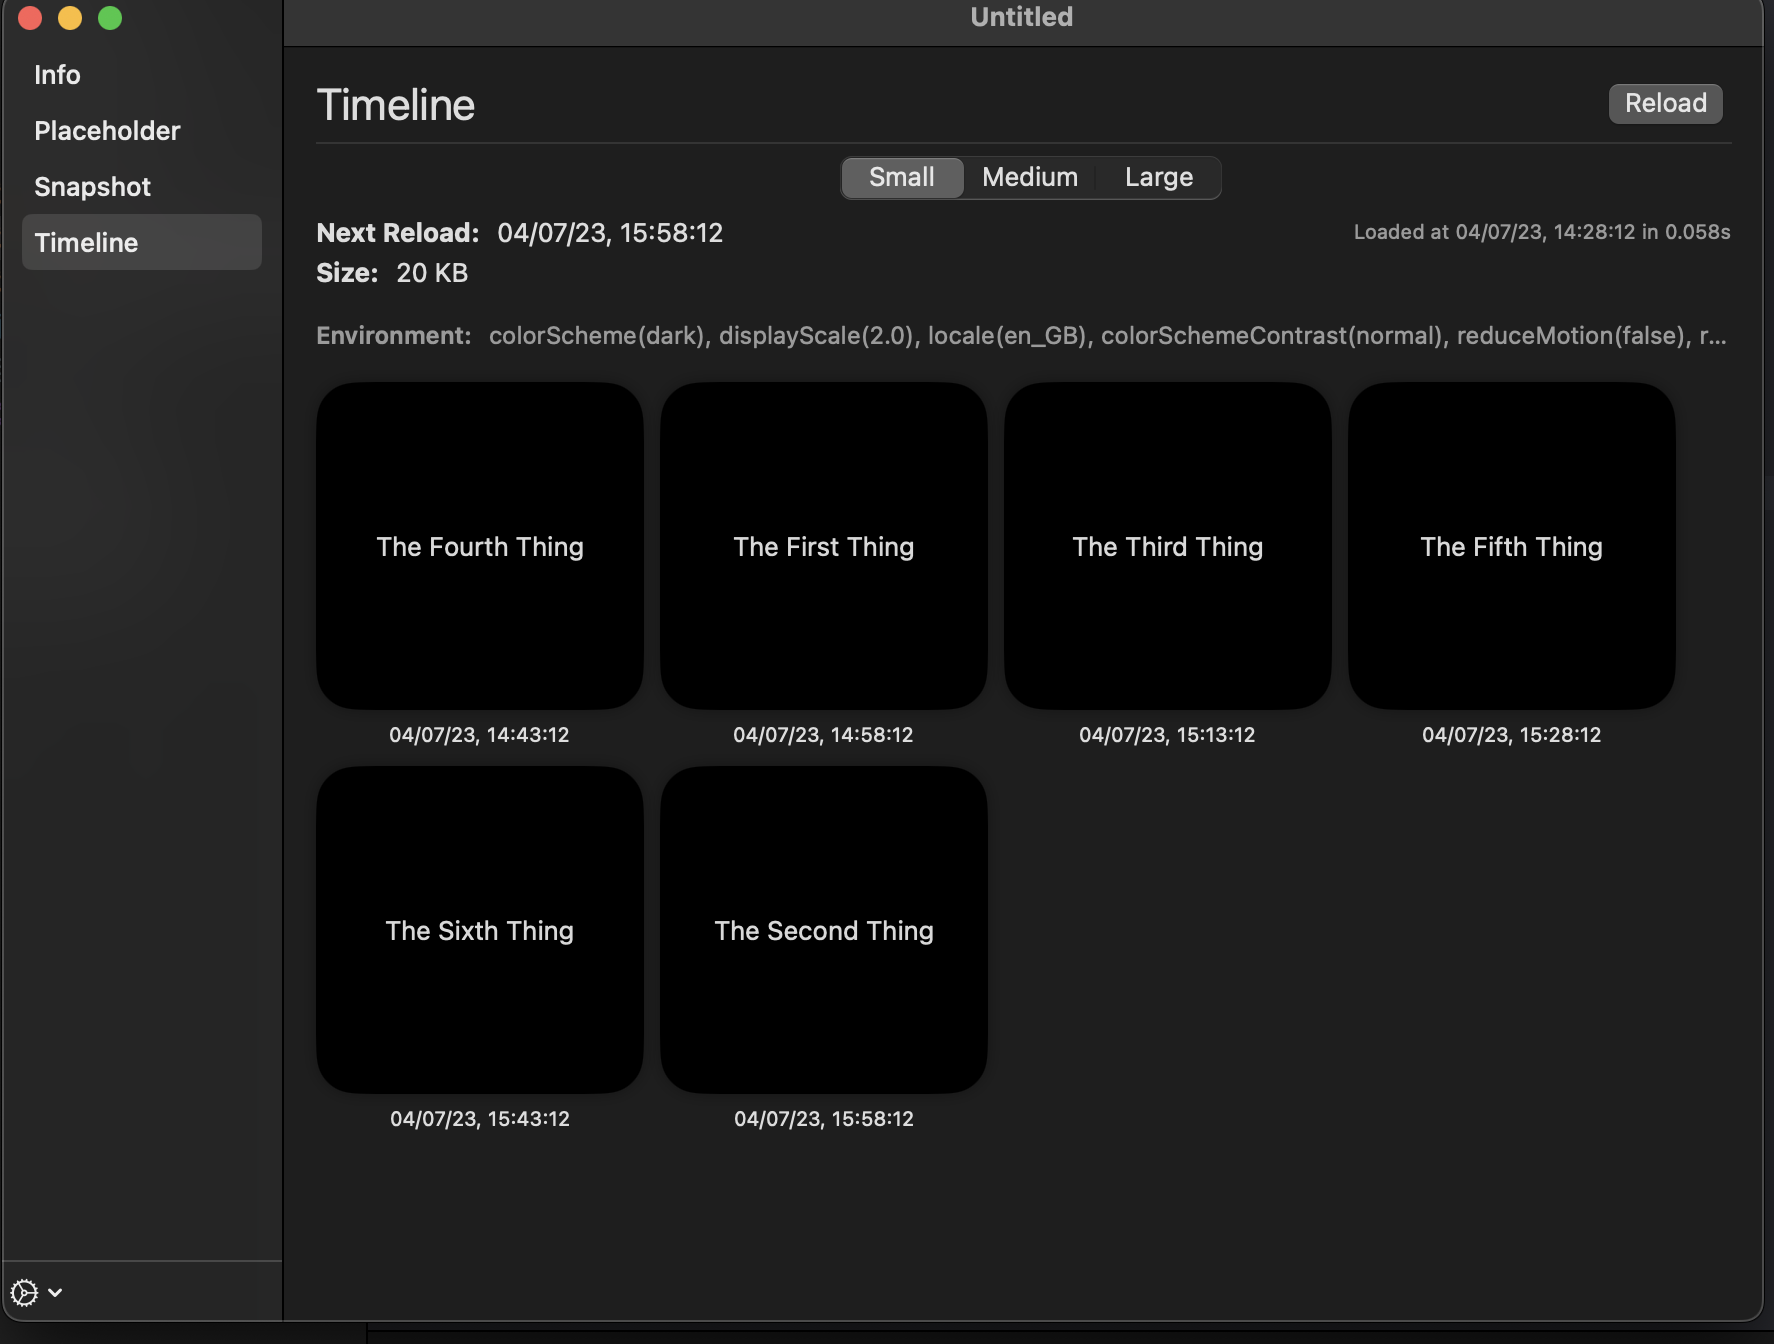 Untitled
Info
Placeholder
Snapshot
Timeline
Timeline
Reload
Small Medium Large
Next Reload: 04/07/23, 15:58:12
Loaded at 04/07/23, 14:28:12 in 0.058s
Size: 20 KB
Environment: colorScheme(dark), displayScale(2.0), locale(en_GB), colorSchemeContrast(normal), reduceMotion(false), r...
The Fourth Thing
The First Thing
The Third Thing
The Fifth Thing
04/07/23, 14:43:12
04/07/23, 14:58:12
04/07/23, 15:13:12
04/07/23, 15:28:12
The Sixth Thing
The Second Thing
04/07/23, 15:43:12
04/07/23, 15:58:12